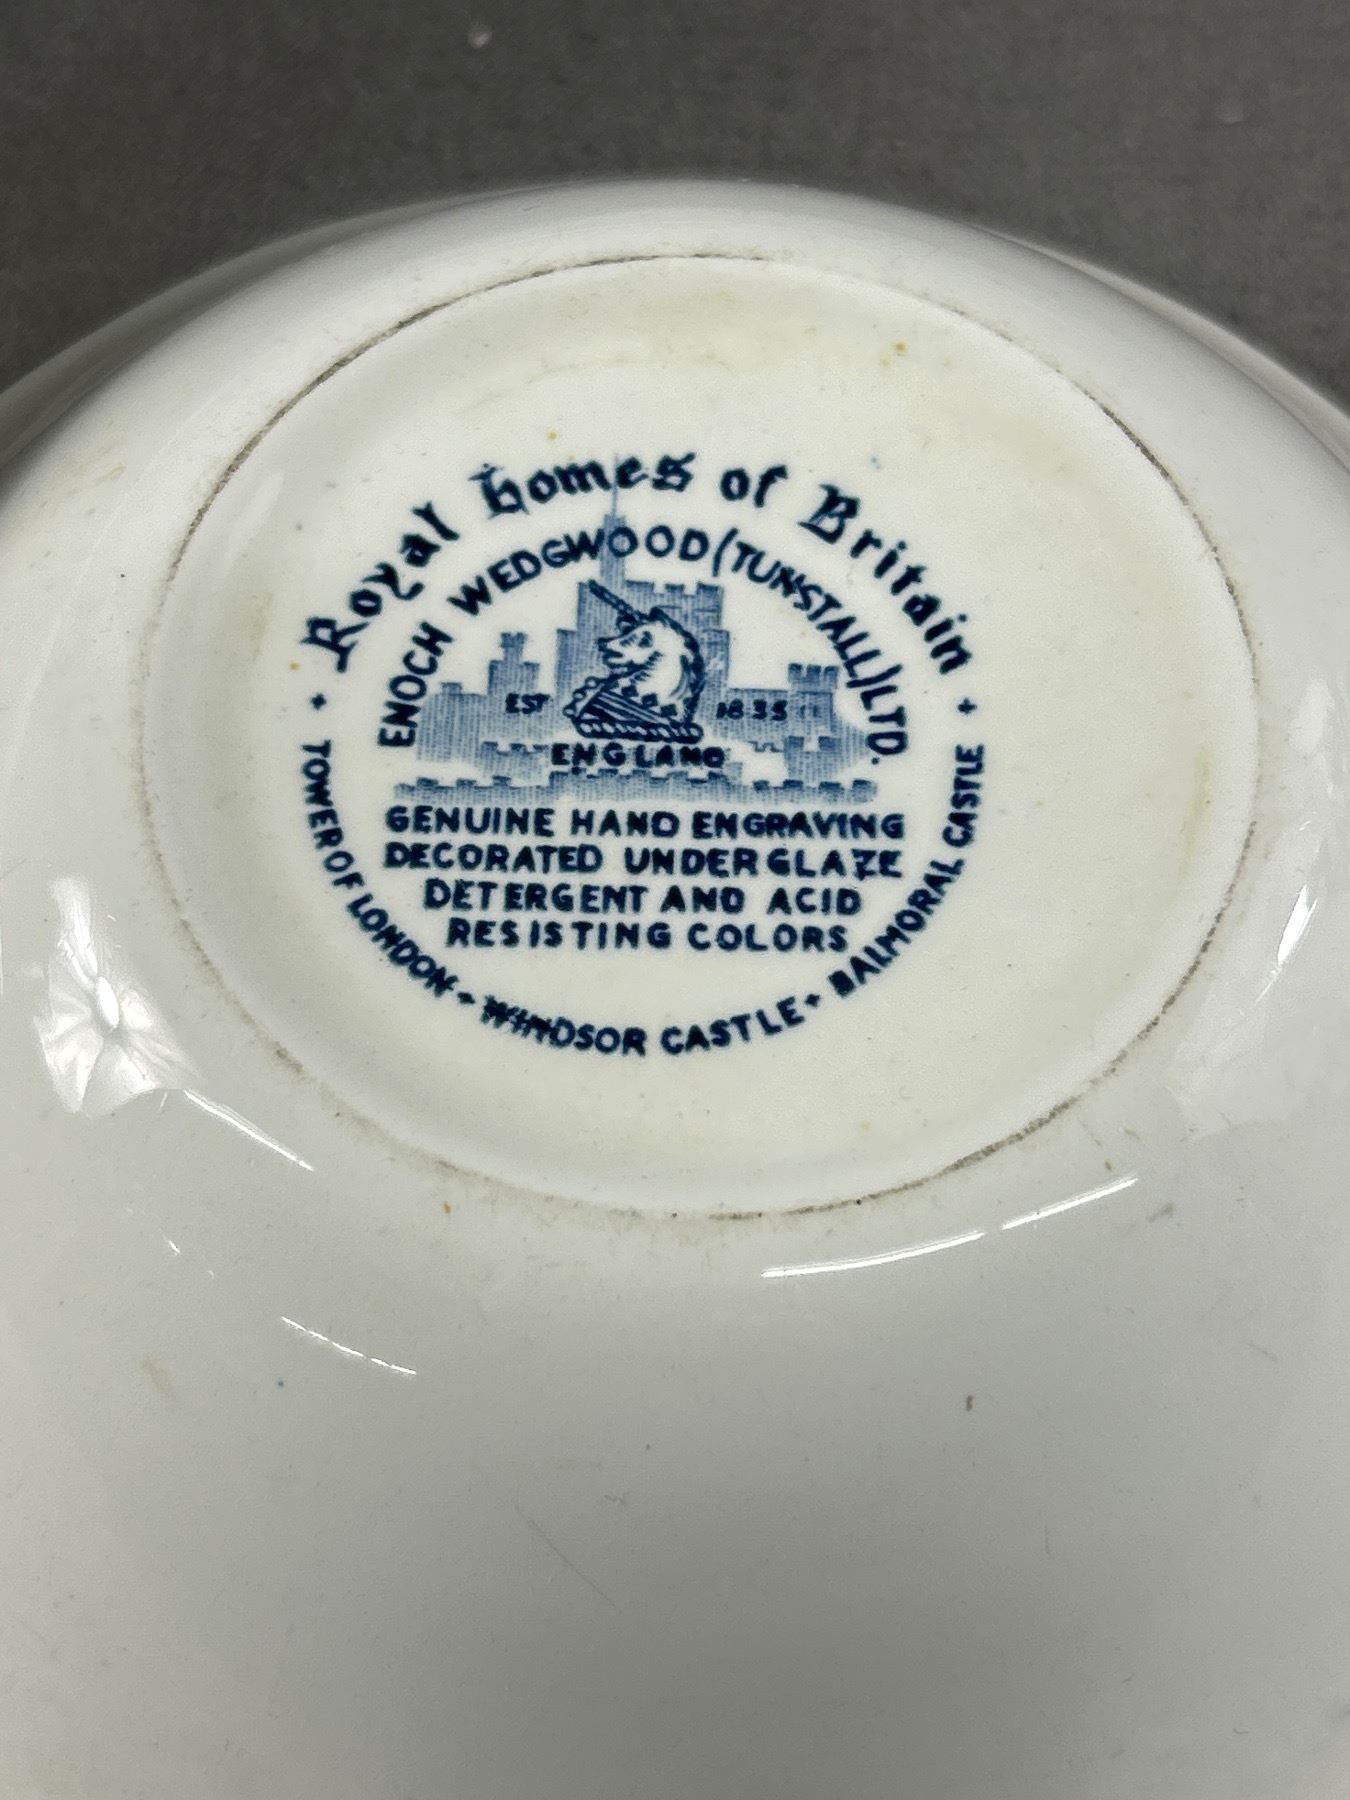 Royal homes of Britain
ENOCH WEDGWOOD (TUNSTALL) LTD.
EST 1835
ENGLAND
GENUINE HAND ENGRAVING
DECORATED UNDERGLAZE
DETERGENT AND ACID
RESISTING COLORS
+ TOWER OF LONDON + WINDSOR CASTLE + BALMORAL CASTLE +